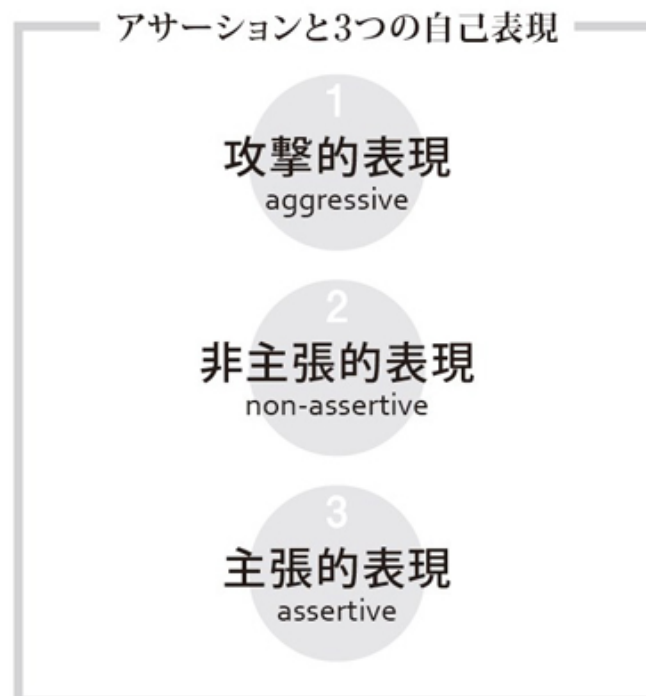 アサーションと3つの自己表現
1
攻撃的表現
aggressive
2
非主張的表現
non-assertive
3
主張的表現
assertive